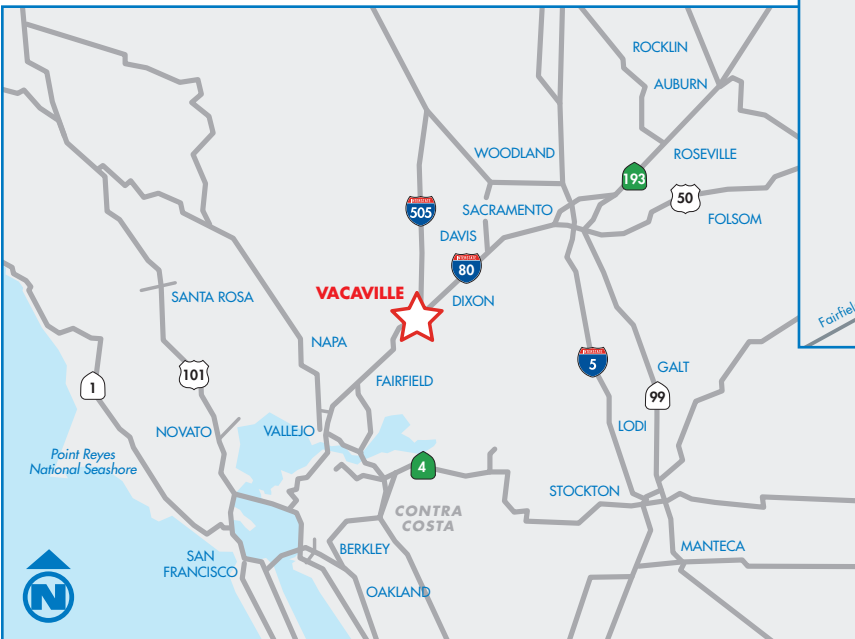 ROCKLIN
AUBURN
WOODLAND
ROSEVILLE
193
50
505
SACRAMENTO
FOLSOM
DAVIS
80
VACAVILLE
DIXON
SANTA ROSA
Fairfiel
NAPA
5
GALT
101
FAIRFIELD
1
99
LODI
NOVATO
VALLEJO
Point Reyes
National Seashore
4
STOCKTON
CONTRA
COSTA
MANTECA
BERKLEY
SAN
FRANCISCO
OAKLAND
N